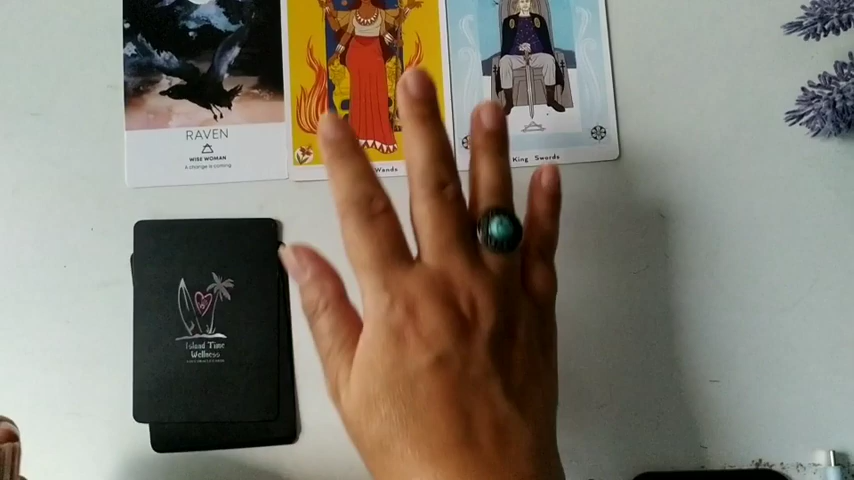 RAVEN
WISE WOMAN
A change is coming
Wands
King Swords
Island Time
Wellness